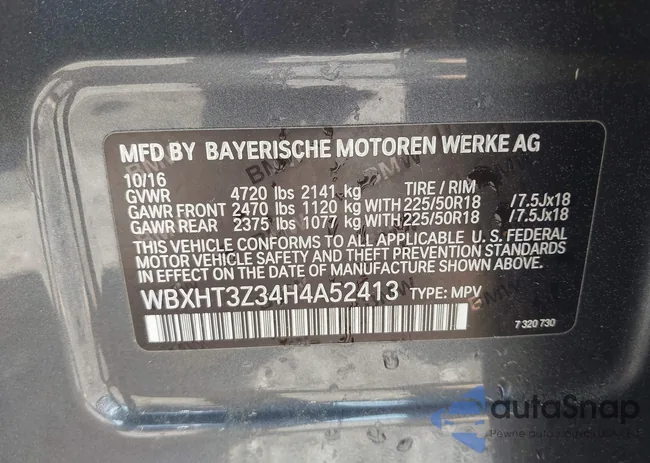 MFD BY BAYERISCHE MOTOREN WERKE AG
10/16
GVWR 4720 lbs 2141 kg TIRE / RIM
GAWR FRONT 2470 lbs 1120 kg WITH 225/50R18 /7.5Jx18
GAWR REAR 2375 lbs 1077 kg WITH 225/50R18 /7.5Jx18
THIS VEHICLE CONFORMS TO ALL APPLICABLE U.S. FEDERAL
MOTOR VEHICLE SAFETY AND THEFT PREVENTION STANDARDS
IN EFFECT ON THE DATE OF MANUFACTURE SHOWN ABOVE.
WBXHT3Z34H4A52413 TYPE: MPV
7 320 730
autaSnap
Pewne auto z